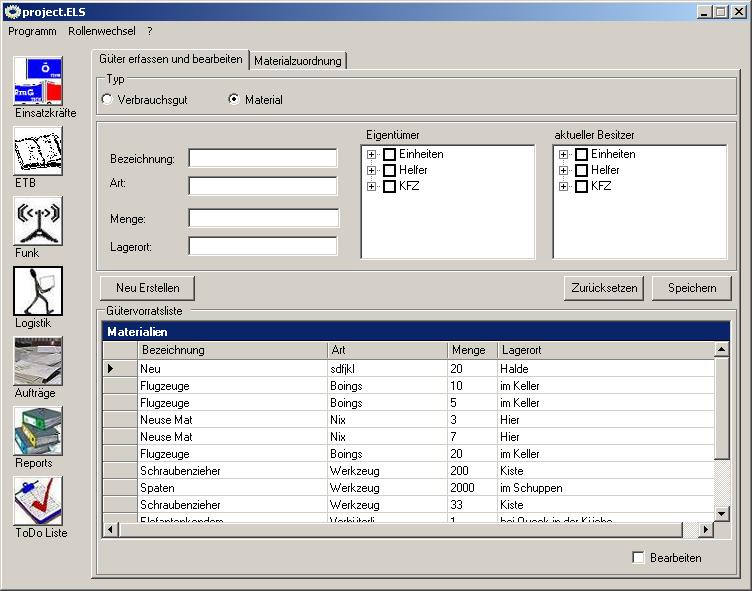 project.ELS
Programm Rollenwechsel ?
Einsatzkräfte
ETB
Funk
Logistik
Aufträge
Reports
ToDo Liste
Güter erfassen und bearbeiten Materialzuordnung
Typ
Verbrauchsgut Material
Bezeichnung:
Art:
Menge:
Lagerort:
Eigentümer
Einheiten
Helfer
KFZ
aktueller Besitzer
Einheiten
Helfer
KFZ
Neu Erstellen Zurücksetzen Speichern
Gütervorratsliste
Materialien
Bezeichnung Art Menge Lagerort
Neu sdfjkl 20 Halde
Flugzeuge Boings 10 im Keller
Flugzeuge Boings 5 im Keller
Neuse Mat Nix 3 Hier
Neuse Mat Nix 7 Hier
Flugzeuge Boings 20 im Keller
Schraubenzieher Werkzeug 200 Kiste
Spaten Werkzeug 2000 im Schuppen
Schraubenzieher Werkzeug 33 Kiste
1 in der Küche
Bearbeiten